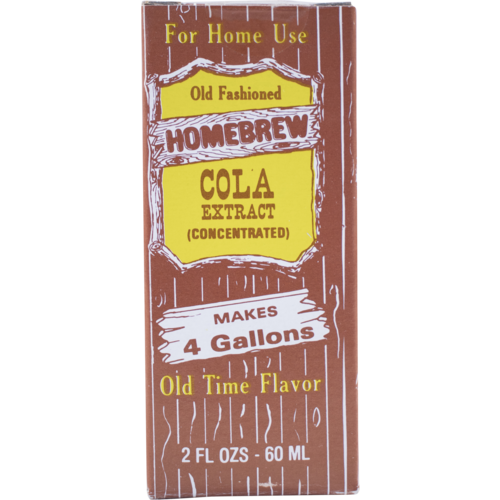 For Home Use
Old Fashioned
HOMEBREW
COLA
EXTRACT
(CONCENTRATED)
MAKES
4 Gallons
Old Time Flavor
2 FL OZS - 60 ML